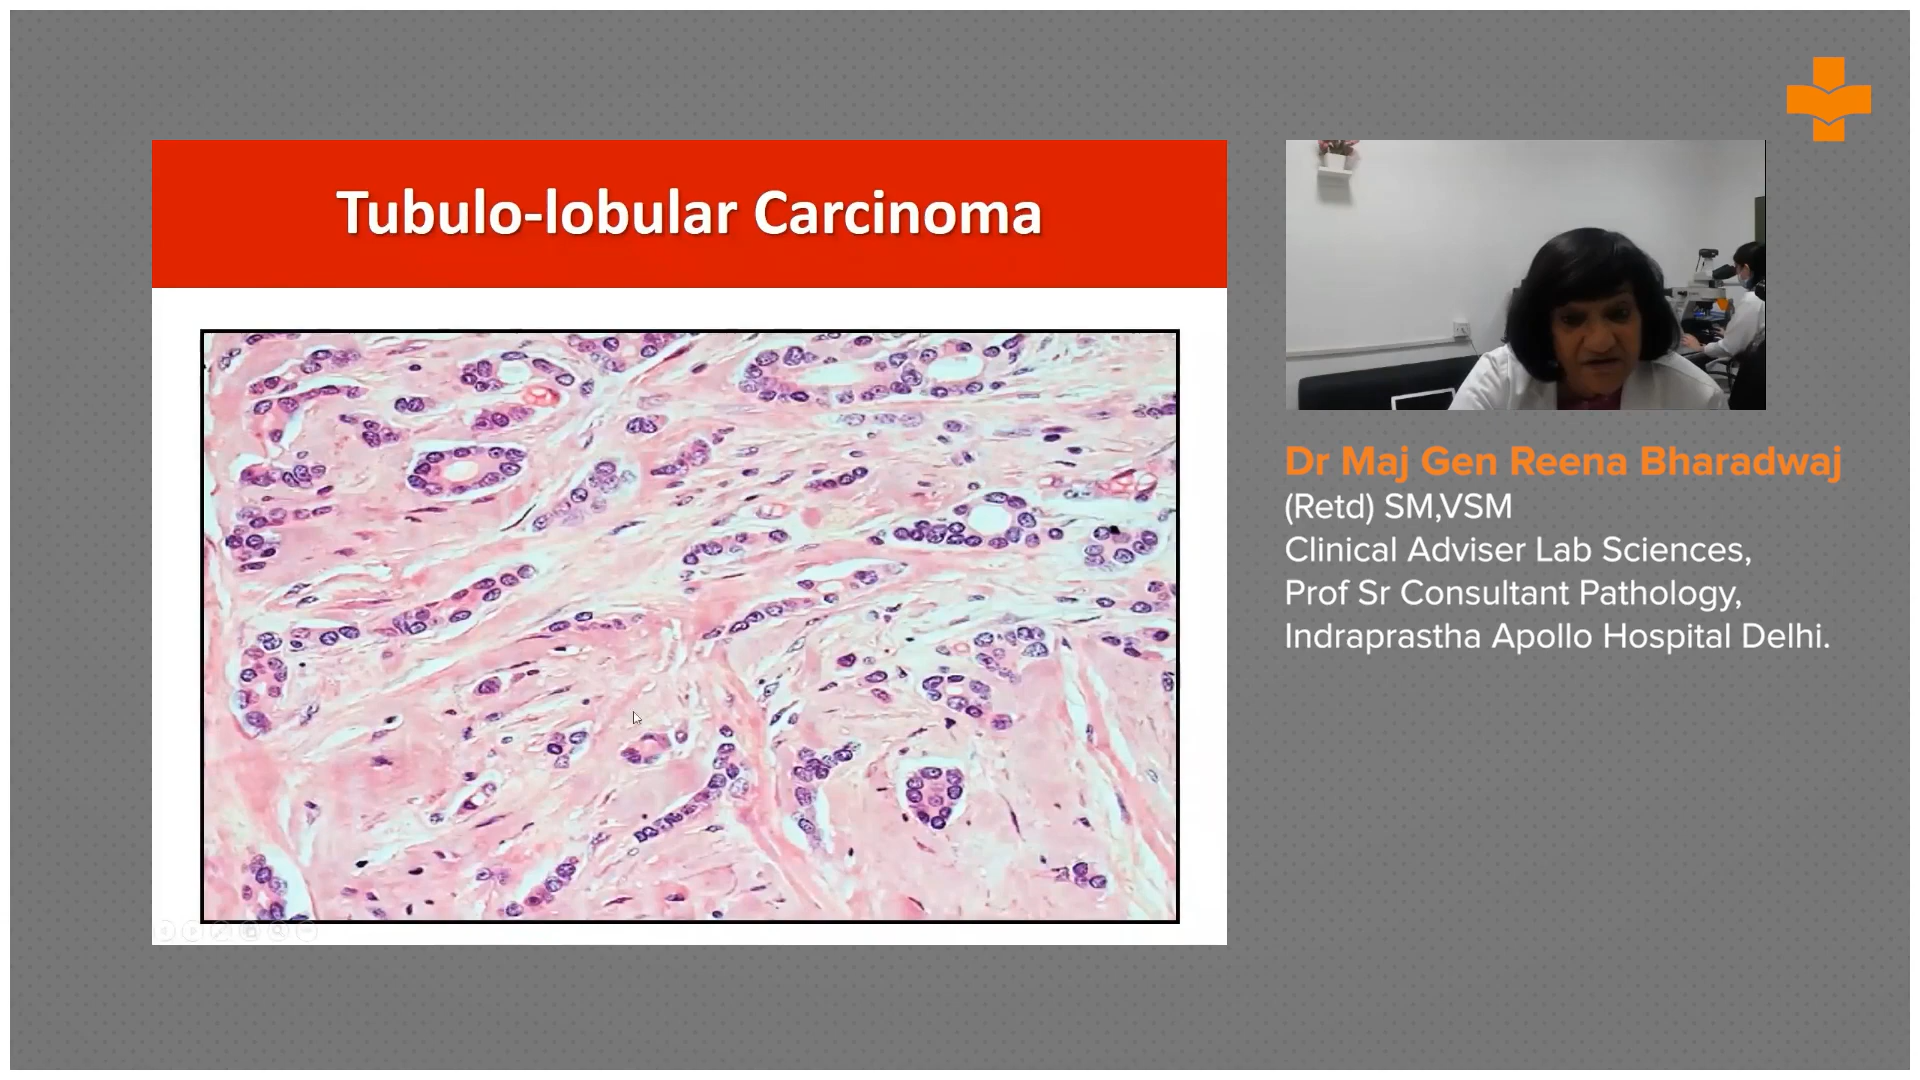 Tubulo-lobular Carcinoma
Dr Maj Gen Reena Bharadwaj
(Retd) SM,VSM
Clinical Adviser Lab Sciences,
Prof Sr Consultant Pathology,
Indraprastha Apollo Hospital Delhi.